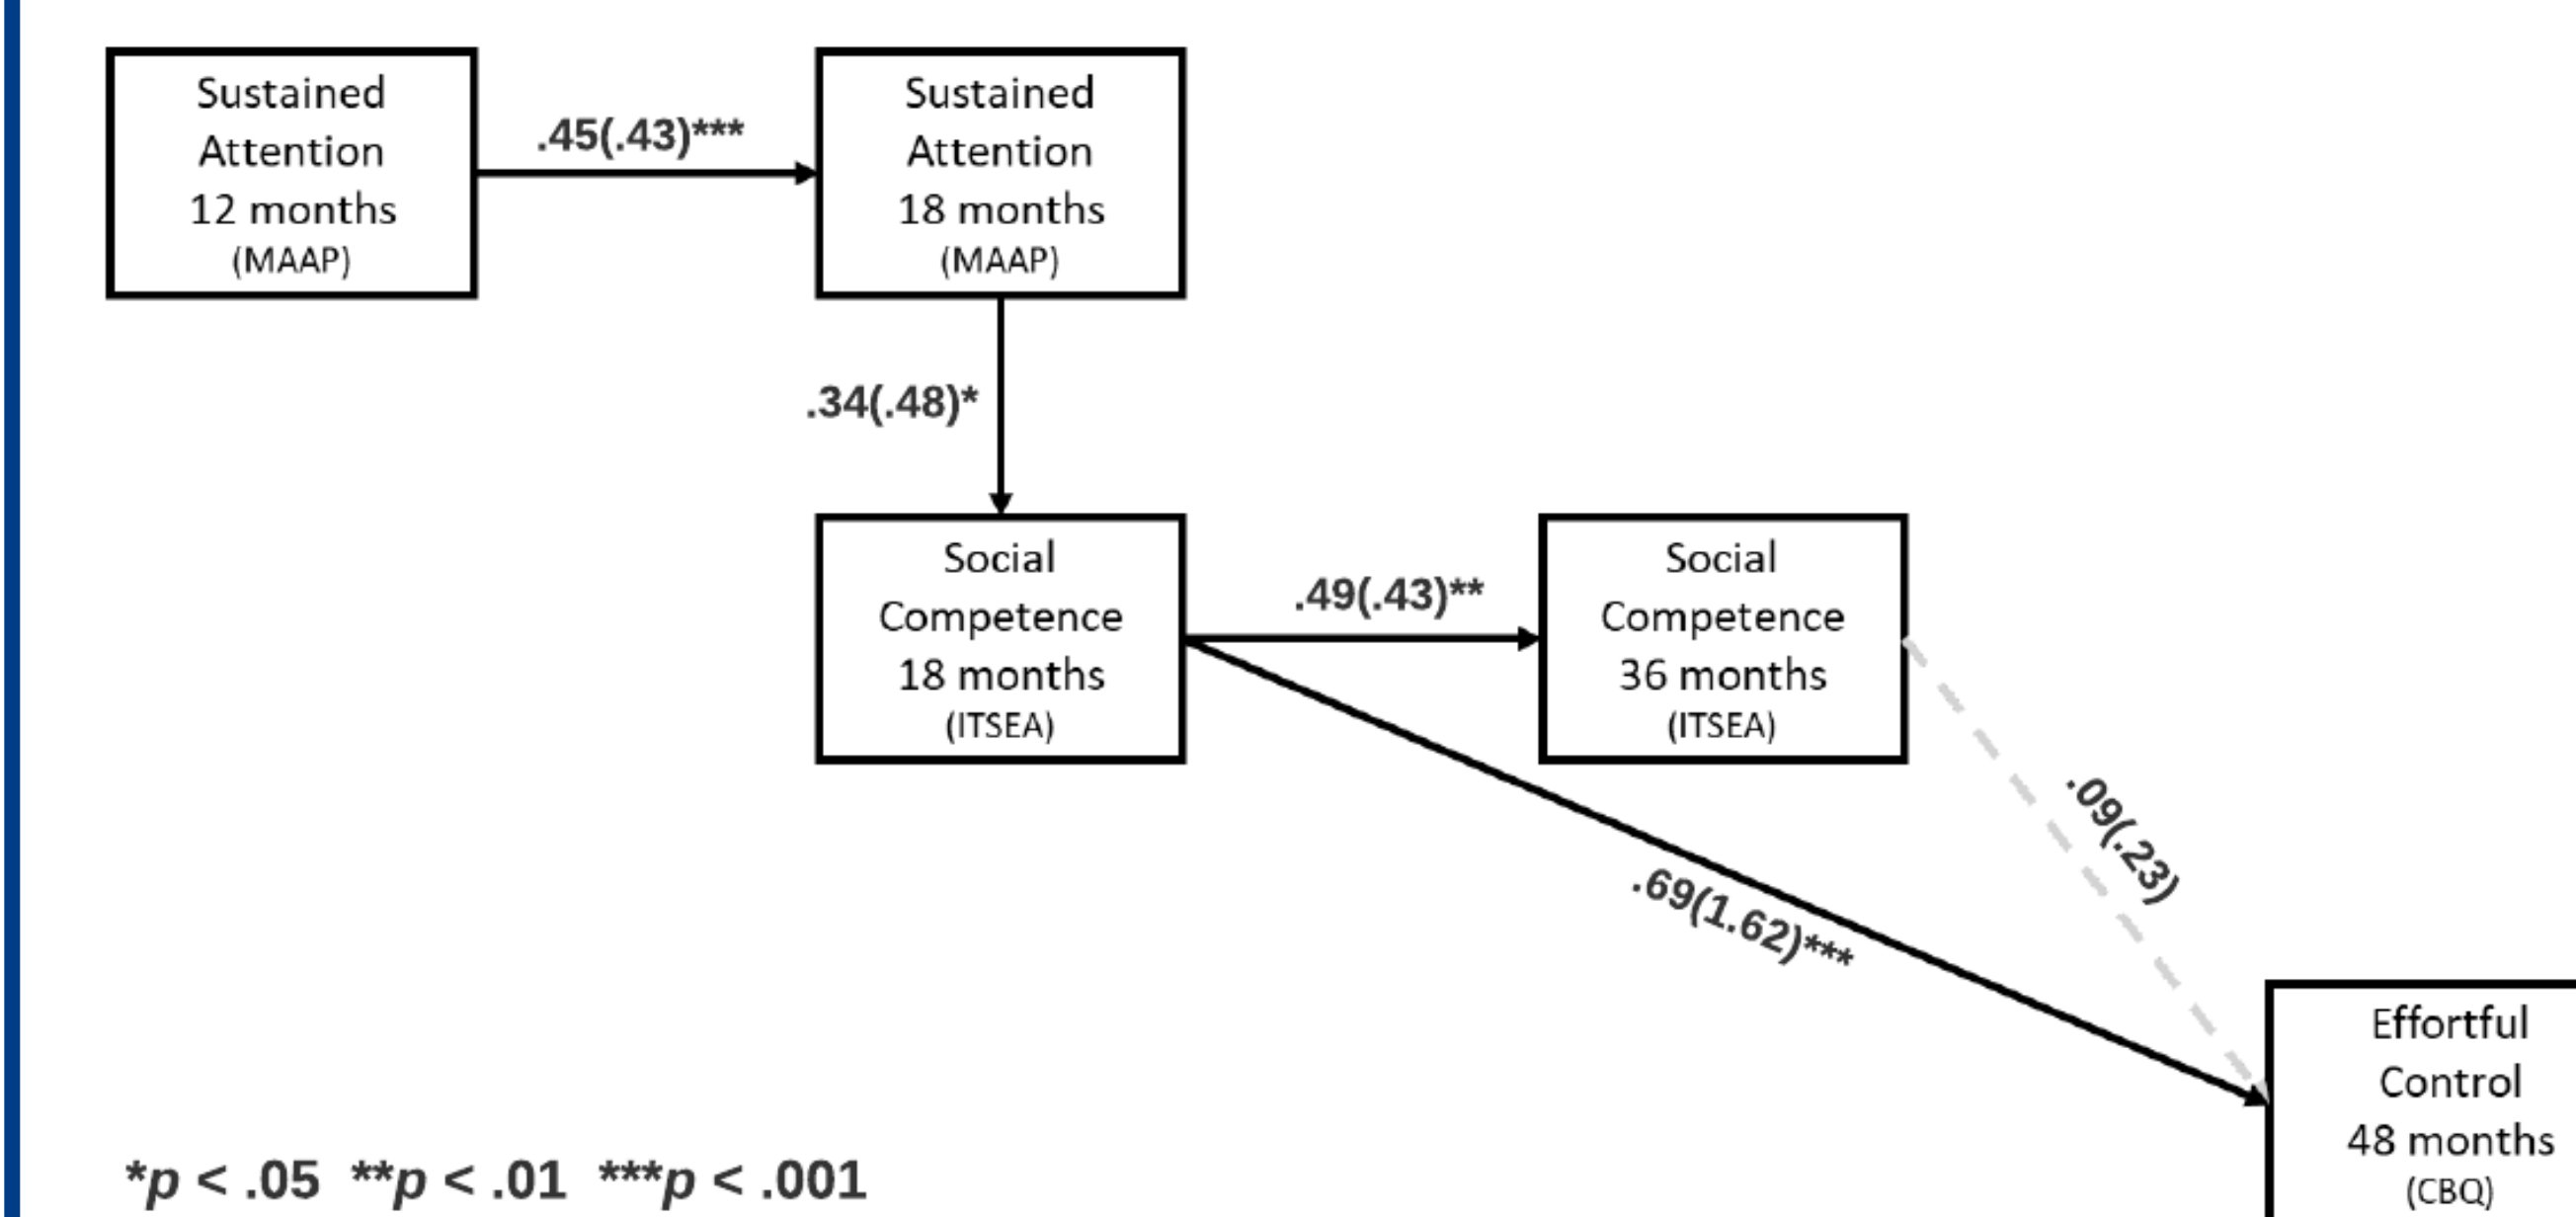 Sustained
Attention
12 months
(MAAP)
.45(.43)***
Sustained
Attention
18 months
(MAAP)
.34(.48)*
Social
Competence
18 months
(ITSEA)
.49(.43)**
Social
Competence
36 months
(ITSEA)
.09(.23)
.69(1.62)***
Effortful
Control
48 months
(CBQ)
*p < .05 **p < .01 ***p < .001